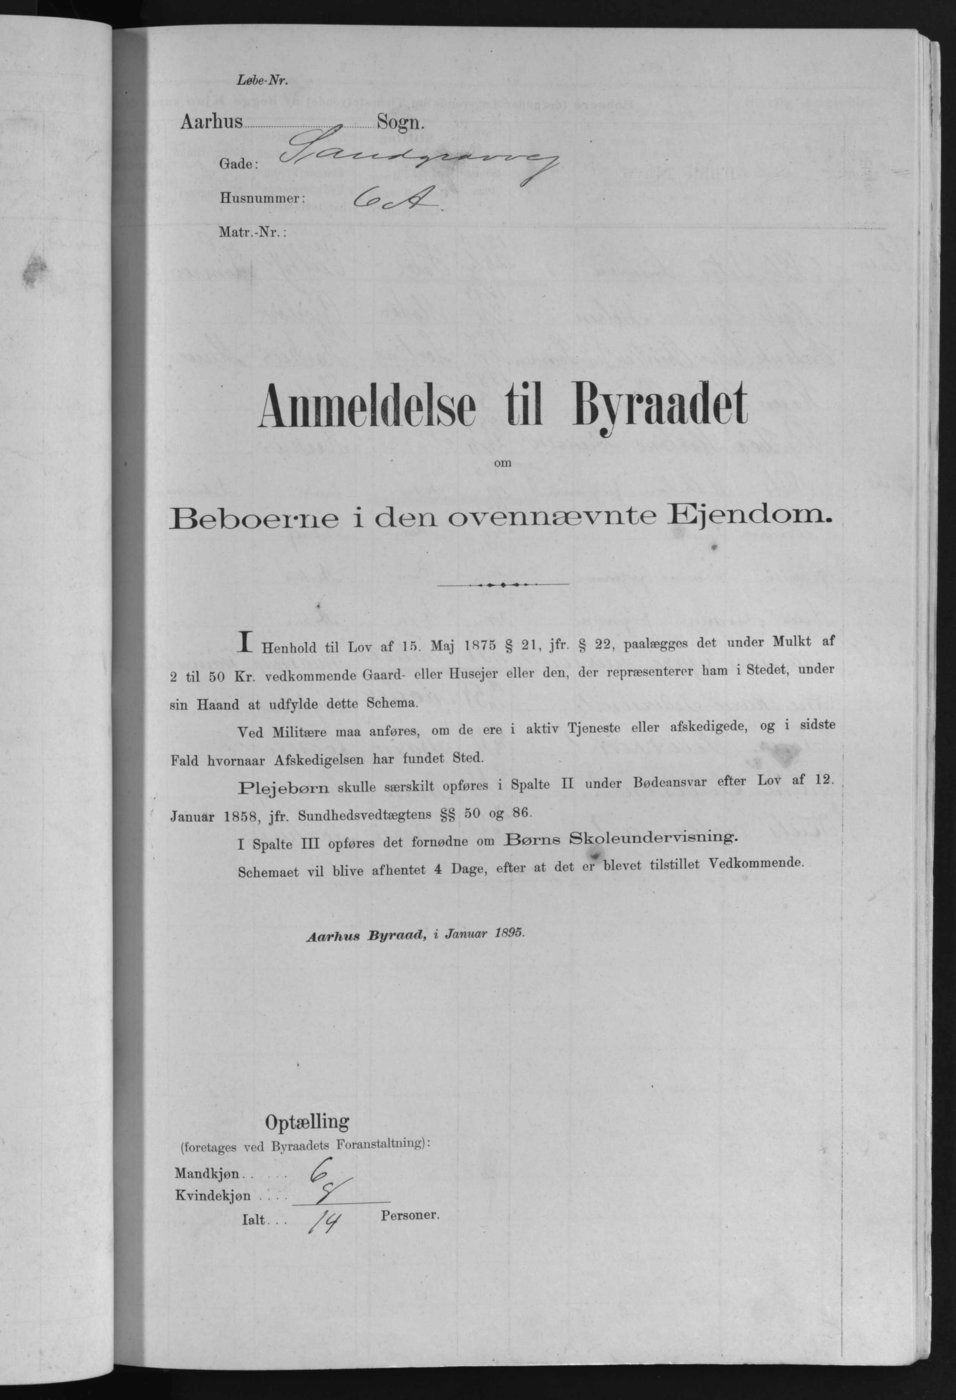 Løbe-Nr.
Aarhus Sogn.
Gade: Sandgravvej
Husnummer: 6 A.
Matr.-Nr.:
Anmeldelse til Byraadet
om
Beboerne i den ovennævnte Ejendom.
I Henhold til Lov af 15. Maj 1875 § 21, jfr. § 22, paalægges det under Mulkt af
2 til 50 Kr. vedkommende Gaard- eller Husejer eller den, der repræsenterer ham i Stedet, under
sin Haand at udfylde dette Schema.
Ved Militære maa anføres, om de ere i aktiv Tjeneste eller afskedigede, og i sidste
Fald hvornaar Afskedigelsen har fundet Sted.
Plejebørn skulle særskilt opføres i Spalte II under Bødeansvar efter Lov af 12.
Januar 1858, jfr. Sundhedsvedtægtens §§ 50 og 86.
I Spalte III opføres det fornødne om Børns Skoleundervisning.
Schemaet vil blive afhentet 4 Dage, efter at det er blevet tilstillet Vedkommende.
Aarhus Byraad, i Januar 1895.
Optælling
(foretages ved Byraadets Foranstaltning):
Mandkjøn.. . . . 6
Kvindekjøn . . . . 8
Ialt. . . 14 Personer.